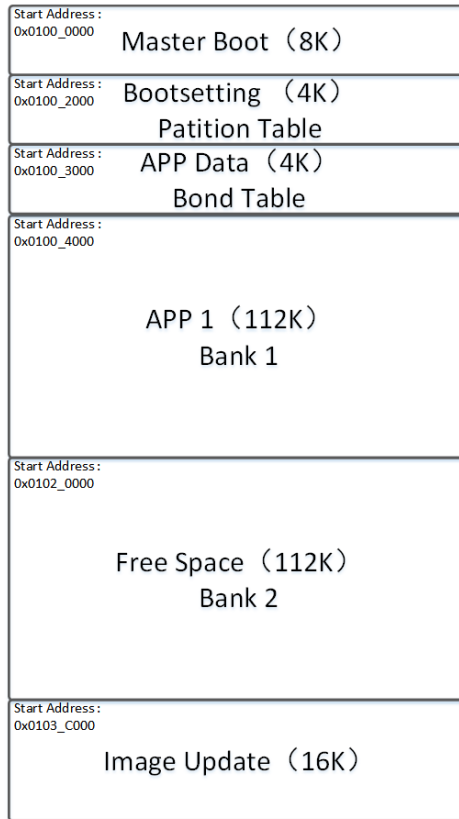 Start Address:
0x0100_0000
Master Boot（8K）
Start Address:
0x0100_2000
Bootsetting （4K）
Patition Table
Start Address:
0x0100_3000
APP Data（4K）
Bond Table
Start Address:
0x0100_4000
APP 1（112K）
Bank 1
Start Address:
0x0102_0000
Free Space（112K）
Bank 2
Start Address:
0x0103_C000
Image Update（16K）